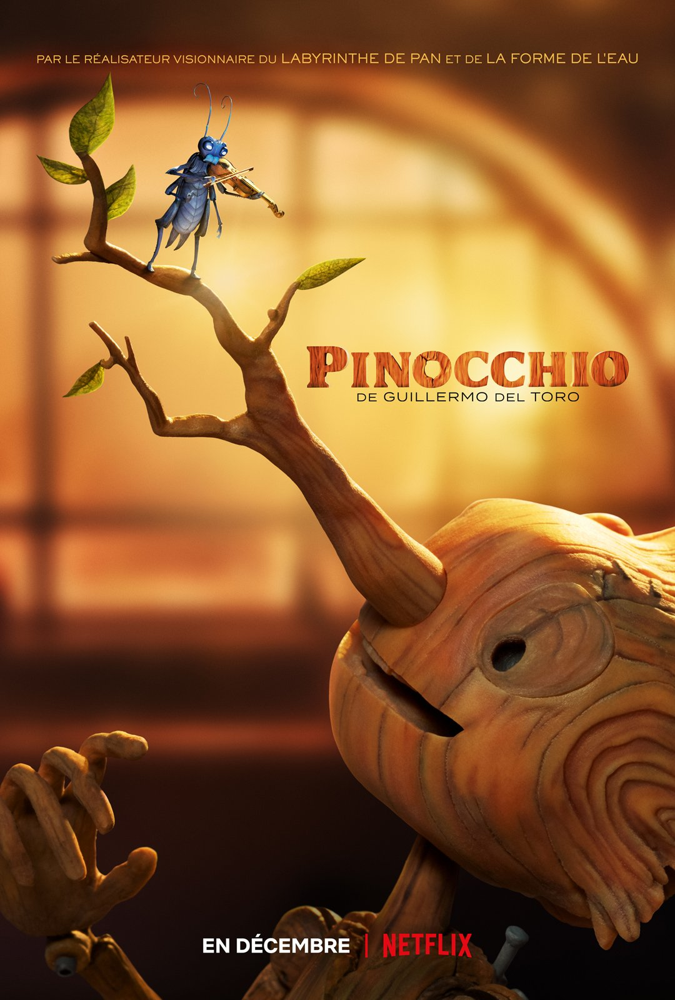 PAR LE RÉALISATEUR VISIONNAIRE DU LABYRINTHE DE PAN ET DE LA FORME DE L'EAU
PINOCCHIO
DE GUILLERMO DEL TORO
EN DÉCEMBRE | NETFLIX